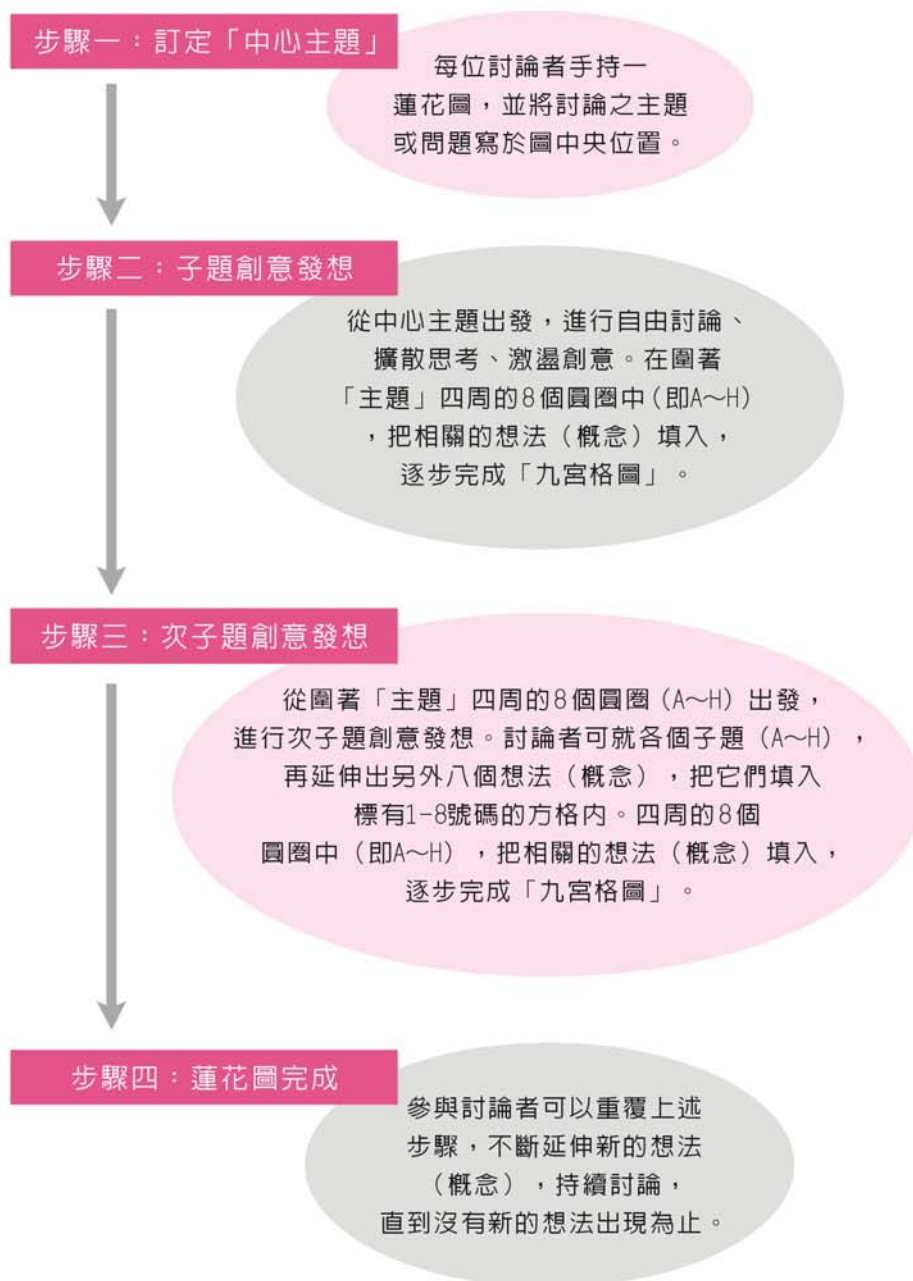 步驟一：訂定「中心主題」
每位討論者手持一
蓮花圖，並將討論之主題
或問題寫於圖中央位置。
步驟二：子題創意發想
從中心主題出發，進行自由討論、
擴散思考、激盪創意。在圍著
「主題」四周的8個圓圈中（即A～H）
，把相關的想法（概念）填入，
逐步完成「九宮格圖」。
步驟三：次子題創意發想
從圍著「主題」四周的8個圓圈（A～H）出發，
進行次子題創意發想。討論者可就各個子題（A～H），
再延伸出另外八個想法（概念），把它們填入
標有1-8號碼的方格內。四周的8個
圓圈中（即A～H），把相關的想法（概念）填入，
逐步完成「九宮格圖」。
步驟四：蓮花圖完成
參與討論者可以重覆上述
步驟，不斷延伸新的想法
（概念），持續討論，
直到沒有新的想法出現為止。